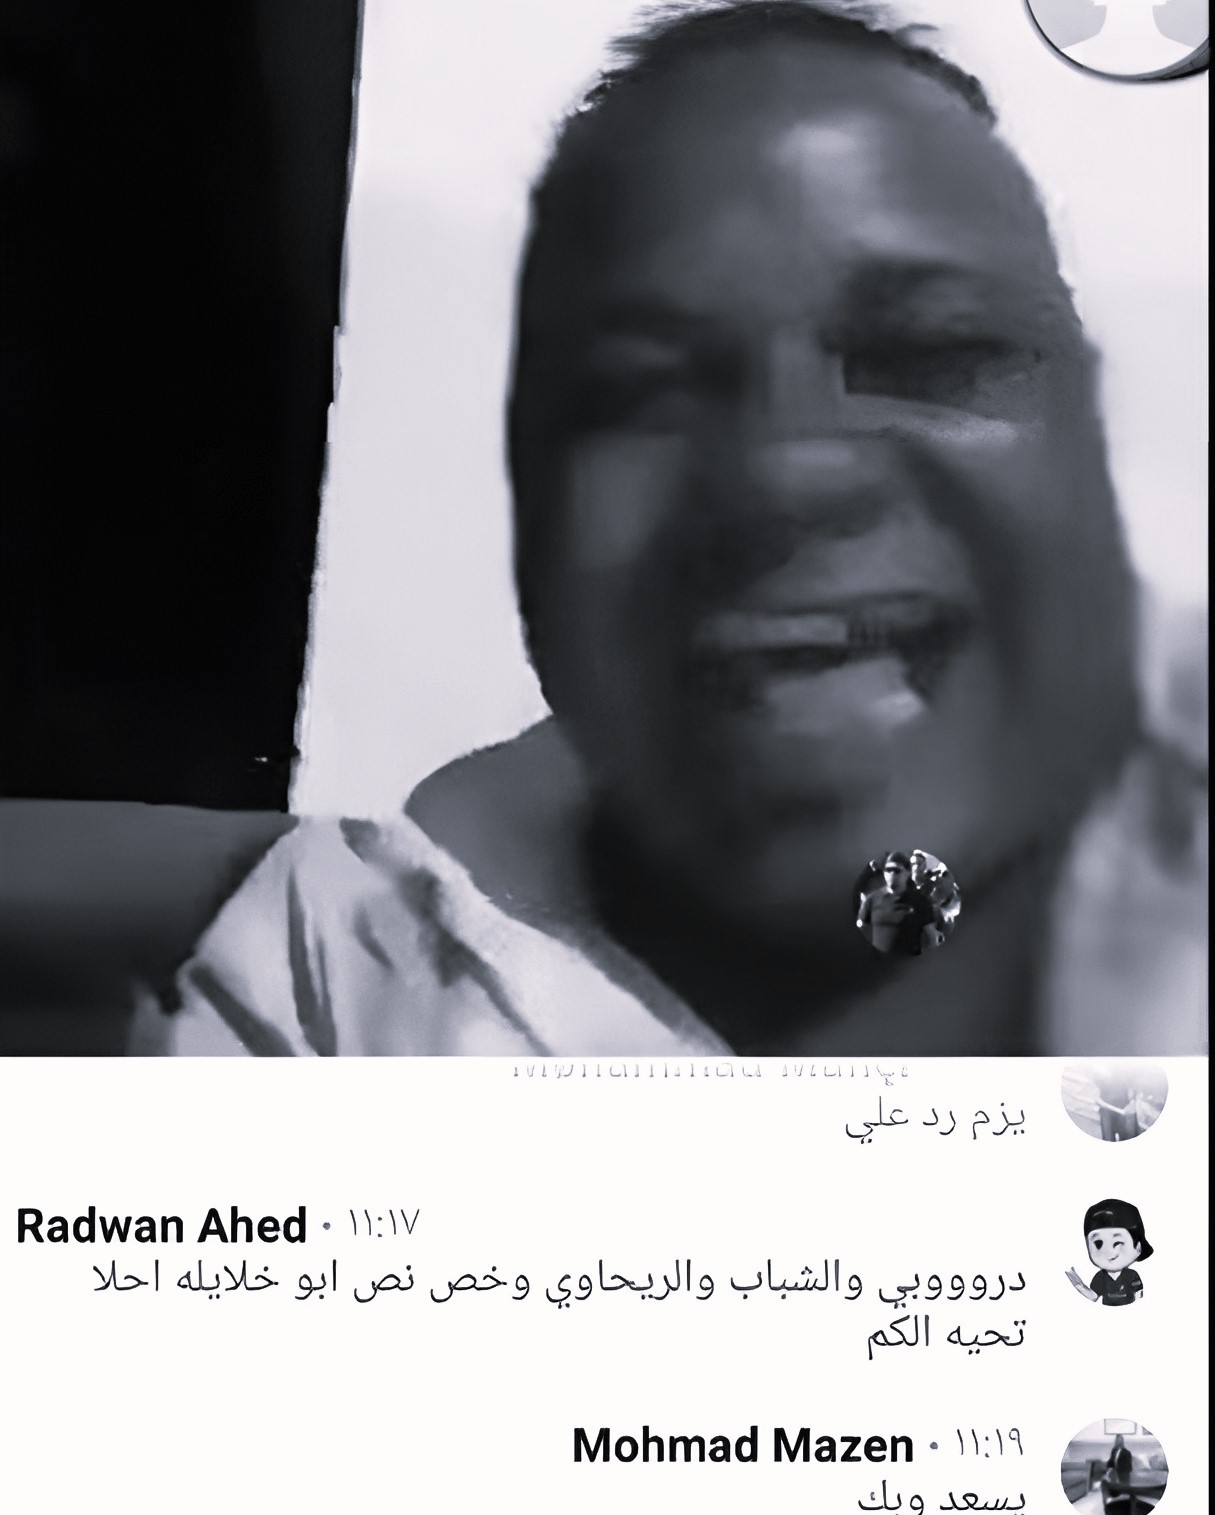 يزم رد علي
Radwan Ahed • ١١:١٧
دروووبي والشباب والريحاوي وخص نص ابو خلايله احلا
تحيه الكم
Mohmad Mazen • ١١:١٩
يسعد وبك